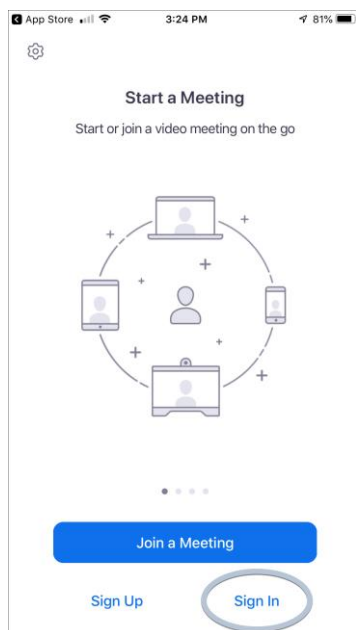 App Store 3:24 PM 81%
Start a Meeting
Start or join a video meeting on the go
Join a Meeting
Sign Up Sign In